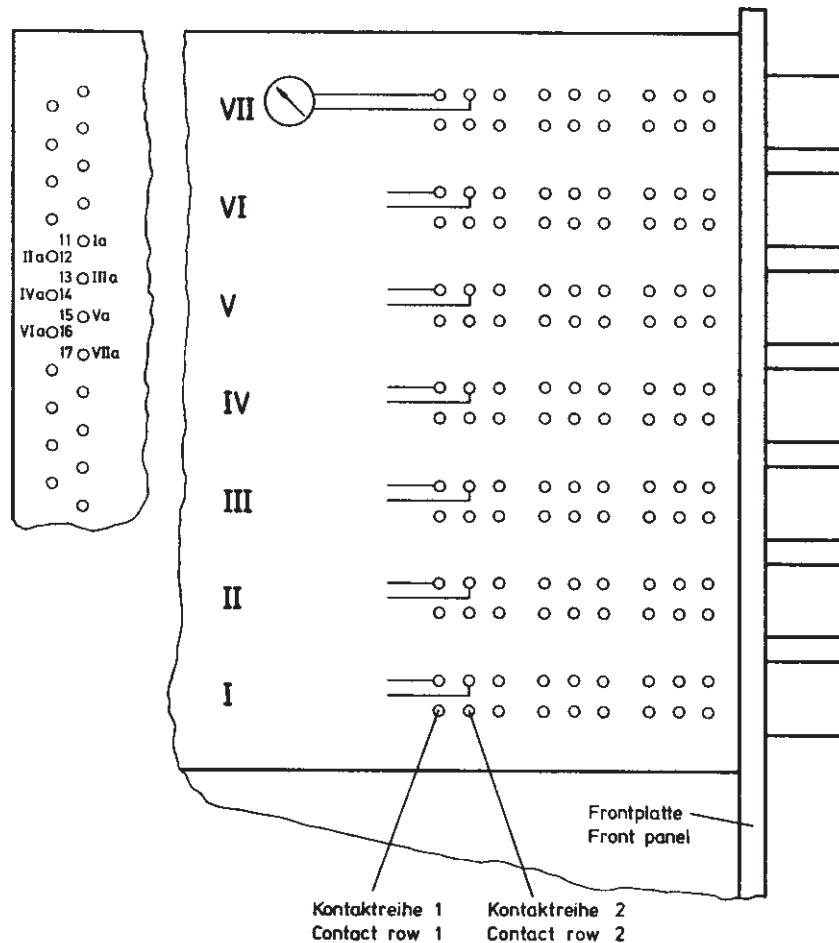 VII
VI
V
IV
III
II
I
11 Ia
IIa 12
13 IIIa
IVa 14
15 Va
VIa 16
17 VIIa
Frontplatte
Front panel
Kontaktreihe 1
Contact row 1
Kontaktreihe 2
Contact row 2